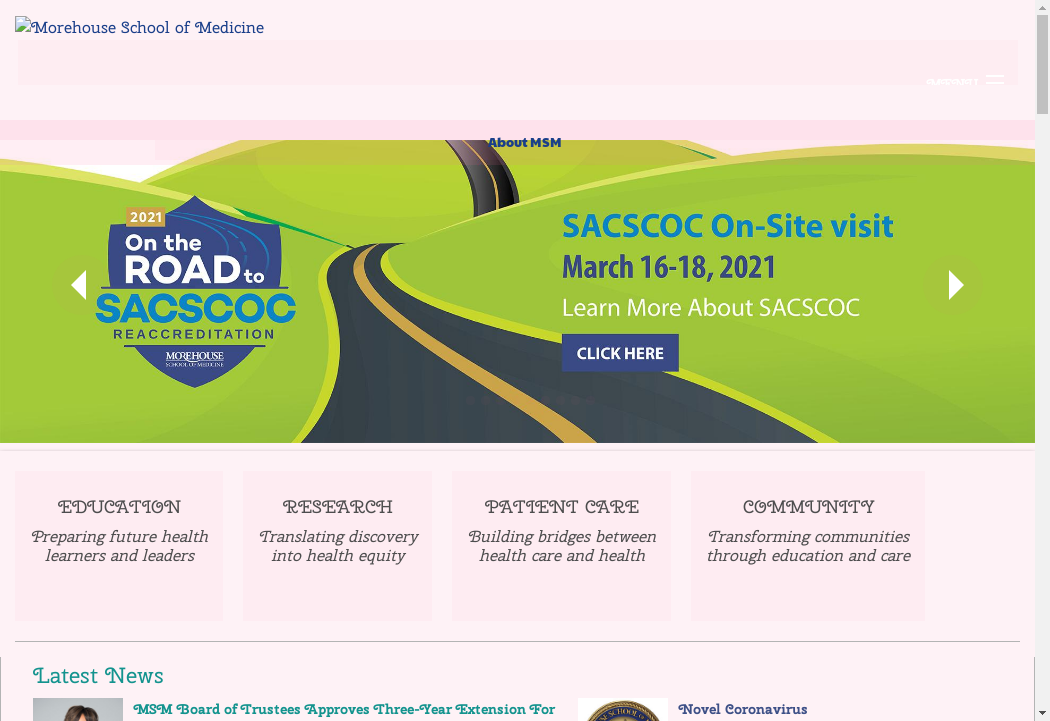 Morehouse School of Medicine
About MSM
2021
On the
ROAD to
SACSCOC
REACCREDITATION
MOREHOUSE
SCHOOL OF MEDICINE
SACSCOC On-Site visit
March 16-18, 2021
Learn More About SACSCOC
CLICK HERE
EDUCATION
Preparing future health
learners and leaders
RESEARCH
Translating discovery
into health equity
PATIENT CARE
Building bridges between
health care and health
COMMUNITY
Transforming communities
through education and care
Latest News
MSM Board of Trustees Approves Three-Year Extension For
Novel Coronavirus